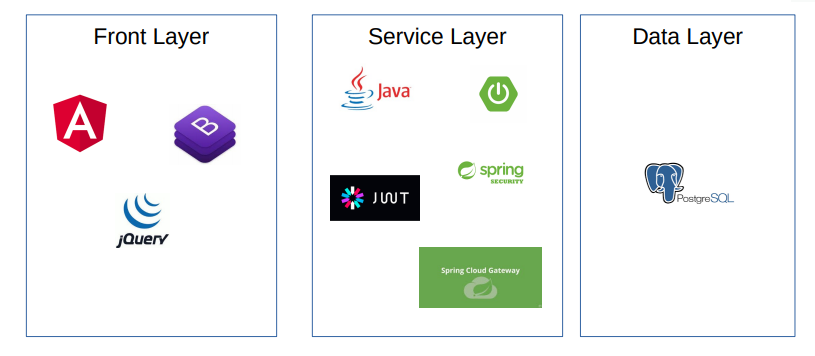 Front Layer
A
B
jQuery
Service Layer
Java
spring
SECURITY
JWT
Spring Cloud Gateway
Data Layer
PostgreSQL